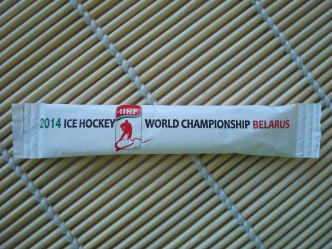 2014 ICE HOCKEY IIHF WORLD CHAMPIONSHIP BELARUS